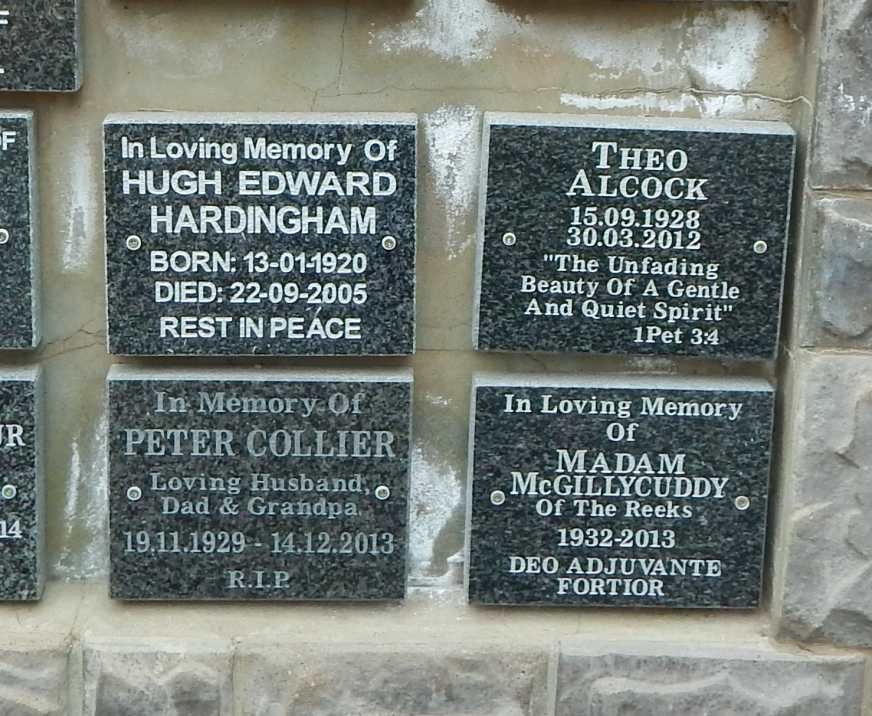 F
In Loving Memory Of
HUGH EDWARD
HARDINGHAM
BORN: 13-01-1920
DIED: 22-09-2005
REST IN PEACE
THEO
ALCOCK
15.09.1928
30.03.2012
"The Unfading
Beauty Of A Gentle
And Quiet Spirit"
1Pet 3:4
UR
14
In Memory Of
PETER COLLIER
Loving Husband,
Dad & Grandpa
19.11.1929 - 14.12.2013
R.I.P.
In Loving Memory
Of
MADAM
McGILLYCUDDY
Of The Reeks
1932-2013
DEO ADJUVANTE
FORTIOR